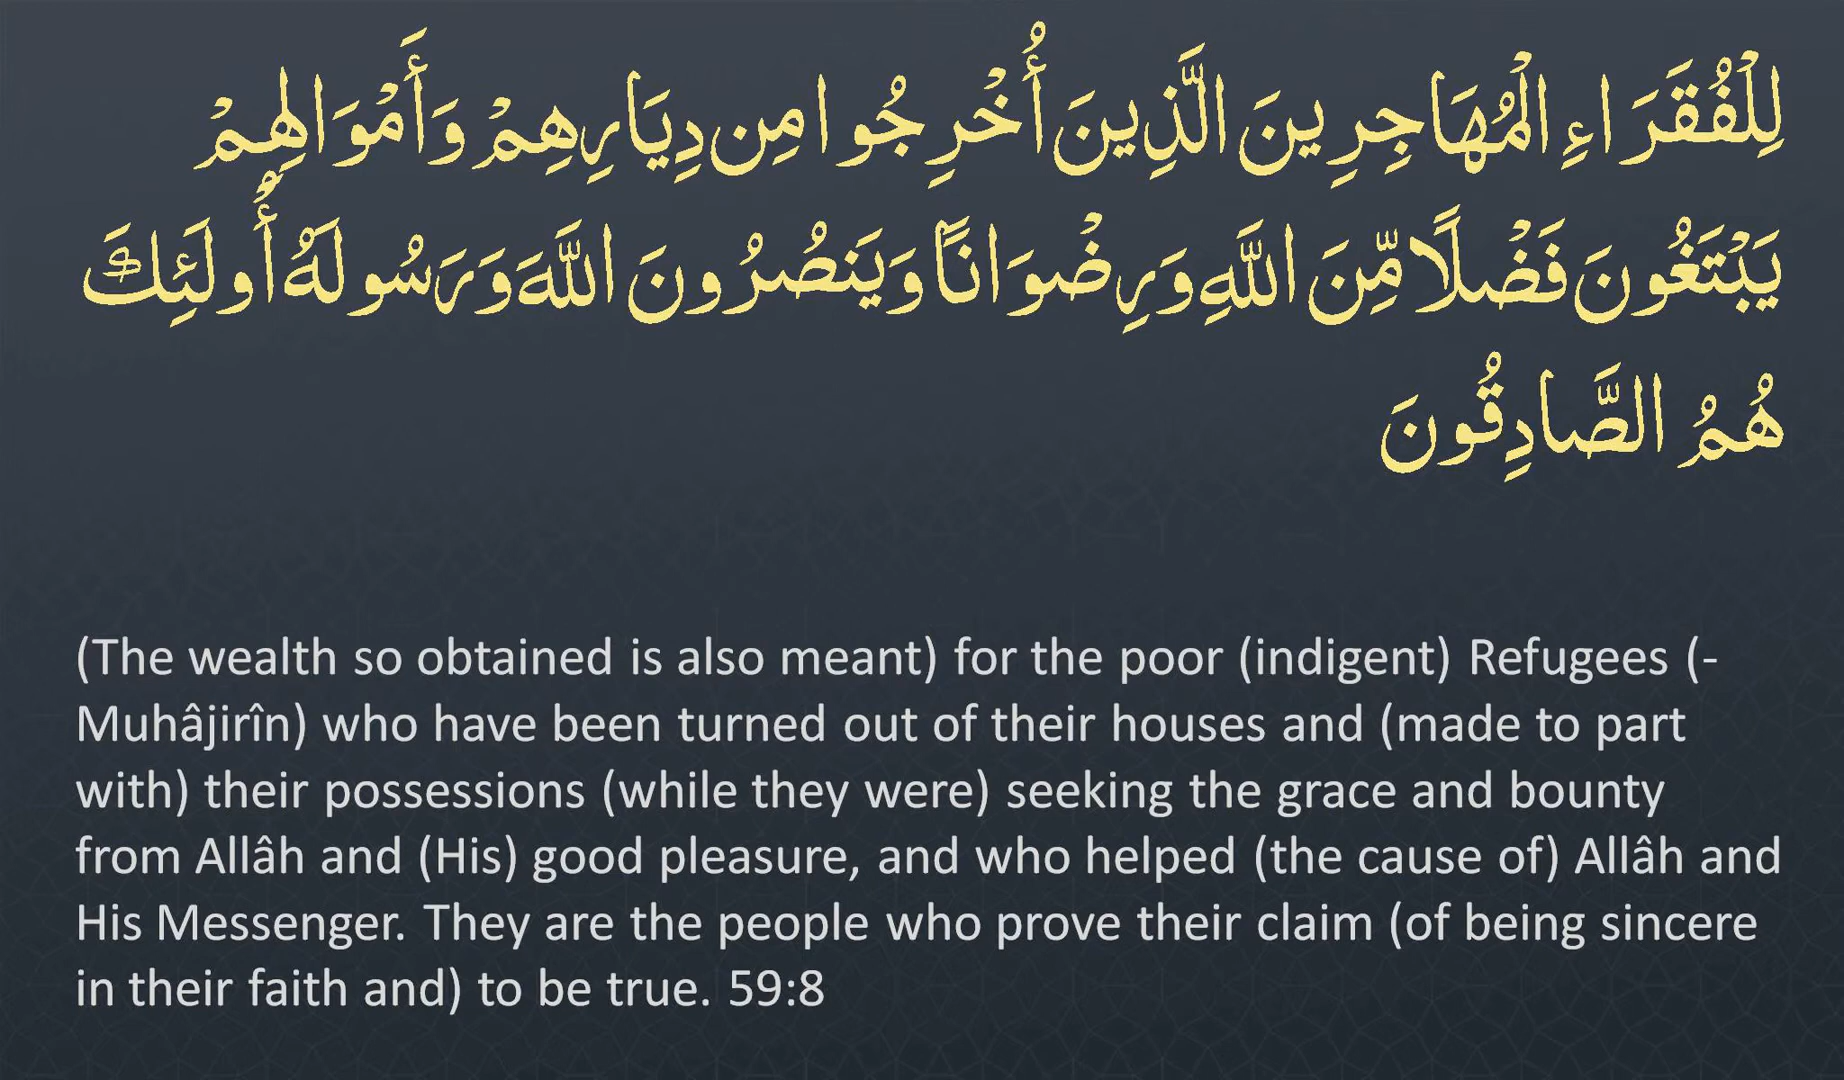 لِلْفُقَرَاءِ الْمُهَاجِرِينَ الَّذِينَ أُخْرِجُوا مِن دِيَارِهِمْ وَأَمْوَالِهِمْ
يَبْتَغُونَ فَضْلًا مِّنَ اللَّهِ وَرِضْوَانًا وَيَنصُرُونَ اللَّهَ وَرَسُولَهُ أُولَئِكَ
هُمُ الصَّادِقُونَ
(The wealth so obtained is also meant) for the poor (indigent) Refugees (-
Muhâjirîn) who have been turned out of their houses and (made to part
with) their possessions (while they were) seeking the grace and bounty
from Allâh and (His) good pleasure, and who helped (the cause of) Allâh and
His Messenger. They are the people who prove their claim (of being sincere
in their faith and) to be true. 59:8